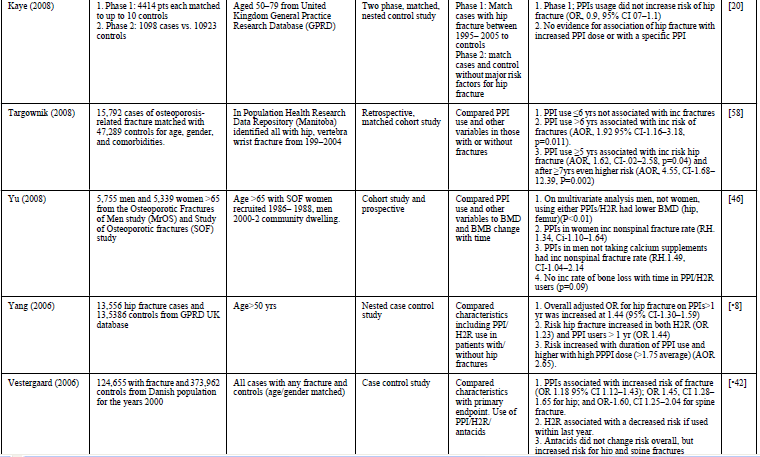 Kaye (2008)
1. Phase 1: 4414 pts each matched
to up to 10 controls
2. Phase 2: 1098 cases vs. 10923
controls
Aged 50–79 from United
Kingdom General Practice
Research Database (GPRD)
Two phase, matched,
nested control study
Phase 1: Match
cases with hip
fracture between
1995– 2005 to
controls
Phase 2: match
cases and control
without major risk
factors for hip
fracture
1. Phase 1; PPIs usage did not increase risk of hip
fracture (OR, 0.9, 95% CI 07–1.1)
2. No evidence for association of hip fracture with
increased PPI dose or with a specific PPI
[20]
Targownik (2008)
15,792 cases of osteoporosis-
related fracture matched with
47,289 controls for age, gender,
and comorbidities.
In Population Health Research
Data Repository (Manitoba)
identified all with hip, vertebra
wrist fracture from 199–2004
Retrospective,
matched cohort study
Compared PPI
use and other
variables in those
with or without
fractures
1. PPI use ≤6 yrs not associated with inc fractures
2. PPI use >6 yrs associated with inc risk of
fractures (AOR, 1.92 95% CI-1.16–3.18,
p=0.011).
3. PPI use ≥5 yrs associated with inc risk hip
fracture (AOR, 1.62, CI-.02–2.58, p=0.04) and
after ≥7yrs even higher risk (AOR, 4.55, CI-1.68–
12.39, P=0.002)
[58]
Yu (2008)
5,755 men and 5,339 women >65
from the Osteoporotic Fractures
of Men study (MrOS) and Study
of Osteoporotic fractures (SOF)
study
Age >65 with SOF women
recruited 1986– 1988, men
2000-2 community dwelling.
Cohort study and
prospective
Compared PPI
use and other
variables to BMD
and BMB change
with time
1. On multivariate analysis men, not women,
using either PPIs/H2R had lower BMD (hip,
femur)(P<0.01)
2. PPIs in women inc nonspinal fracture rate (RH.
1.34, Ci-1.10–1.64)
3. PPIs in men not taking calcium supplements
had inc nonspinal fracture rate (RH.1.49,
CI-1.04–2.14
4. No inc rate of bone loss with time in PPI/H2R
users (p=0.09)
[46]
Yang (2006)
13,556 hip fracture cases and
13,5386 controls from GPRD UK
database
Age>50 yrs
Nested case control
study
Compared
characteristics
including PPI/
H2R use in
patients with/
without hip
fractures
1. Overall adjusted OR for hip fracture on PPIs>1
yr was increased at 1.44 (95% CI-1.30–1.59)
2. Risk hip fracture increased in both H2R (OR
1.23) and PPI users > 1 yr (OR 1.44)
3. Risk increased with duration of PPI use and
higher with high PPPI dose (>1.75 average) (AOR
2.65).
[•8]
Vestergaard (2006)
124,655 with fracture and 373,962
controls from Danish population
for the years 2000
All cases with any fracture and
controls (age/gender matched)
Case control study
Compared
characteristics
with primary
endpoint. Use of
PPI/H2R/
antacids
1. PPIs associated with increased risk of fracture
(OR 1.18 95% CI 1.12–1.43); OR 1.45, CI 1.28–
1.65 for hip; and OR-1.60, CI 1.25–2.04 for spine
fracture.
2. H2R associated with a decreased risk if used
within last year.
3. Antacids did not change risk overall, but
increased risk for hip and spine fractures
[•42]